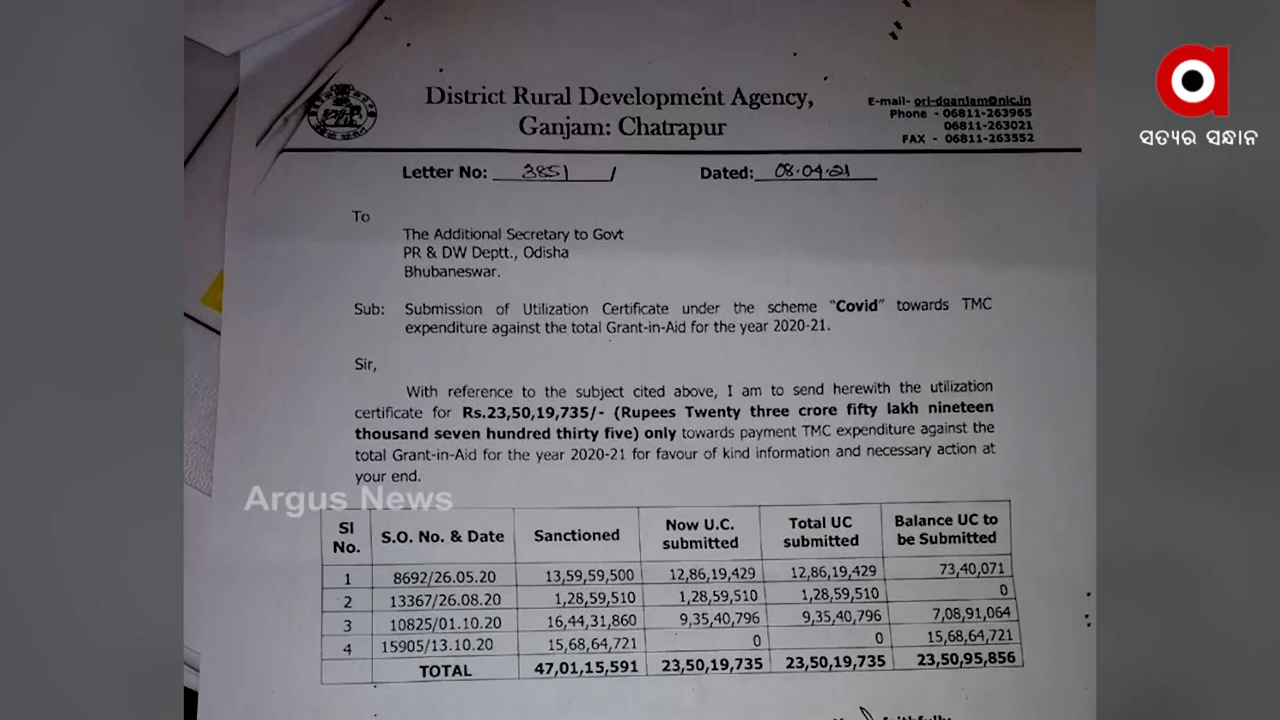 District Rural Development Agency,
Ganjam: Chatrapur
E-mail- ori-dganjam@nic.in
Phone - 06811-263965
06811-263021
FAX - 06811-263552
ସତ୍ୟର ସନ୍ଧାନ
Letter No: 3851/
Dated: 08.04.21
To
The Additional Secretary to Govt
PR & DW Deptt., Odisha
Bhubaneswar.
Sub: Submission of Utilization Certificate under the scheme "Covid" towards TMC
expenditure against the total Grant-in-Aid for the year 2020-21.
Sir,
With reference to the subject cited above, I am to send herewith the utilization
certificate for Rs.23,50,19,735/- (Rupees Twenty three crore fifty lakh nineteen
thousand seven hundred thirty five) only towards payment TMC expenditure against the
total Grant-in-Aid for the year 2020-21 for favour of kind information and necessary action at
your end.
Argus News
Sl No. S.O. No. & Date Sanctioned Now U.C. submitted Total UC submitted Balance UC to be Submitted
1 8692/26.05.20 13,59,59,500 12,86,19,429 12,86,19,429 73,40,071
2 13367/26.08.20 1,28,59,510 1,28,59,510 1,28,59,510 0
3 10825/01.10.20 16,44,31,860 9,35,40,796 9,35,40,796 7,08,91,064
4 15905/13.10.20 15,68,64,721 0 0 15,68,64,721
TOTAL 47,01,15,591 23,50,19,735 23,50,19,735 23,50,95,856